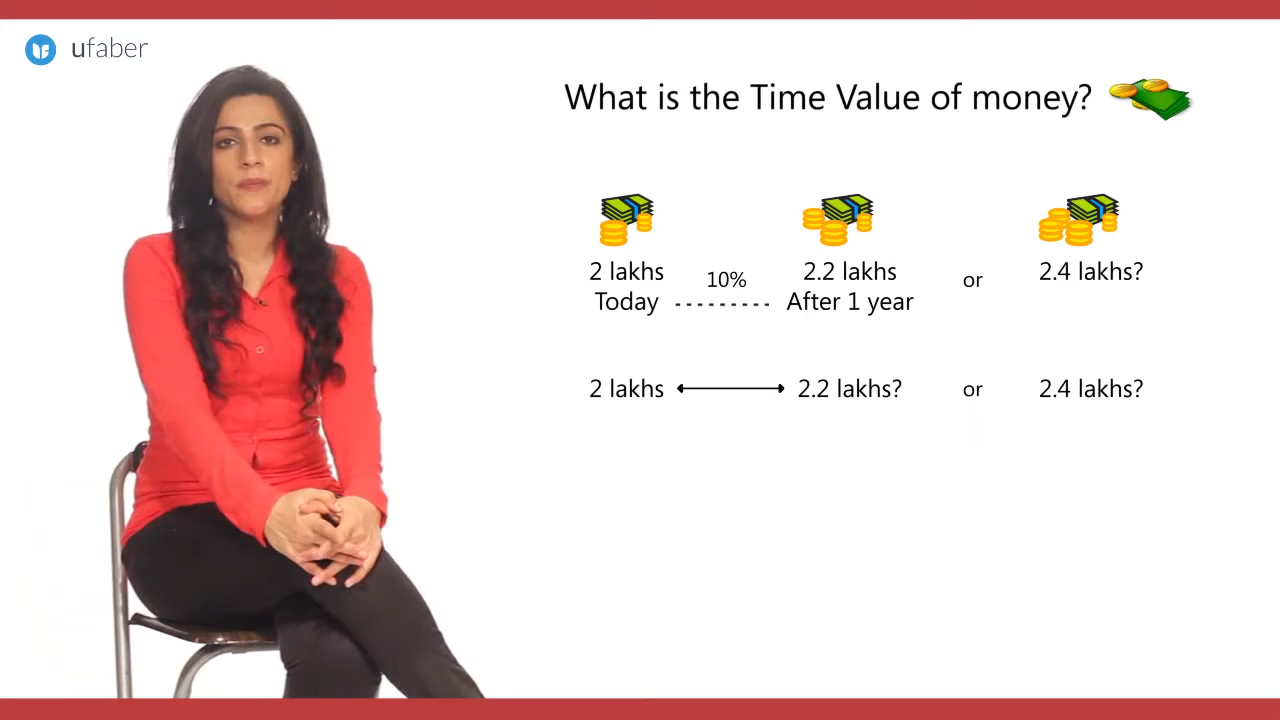 ufaber
What is the Time Value of money?
2 lakhs 10% 2.2 lakhs or 2.4 lakhs?
Today After 1 year
2 lakhs 2.2 lakhs? or 2.4 lakhs?